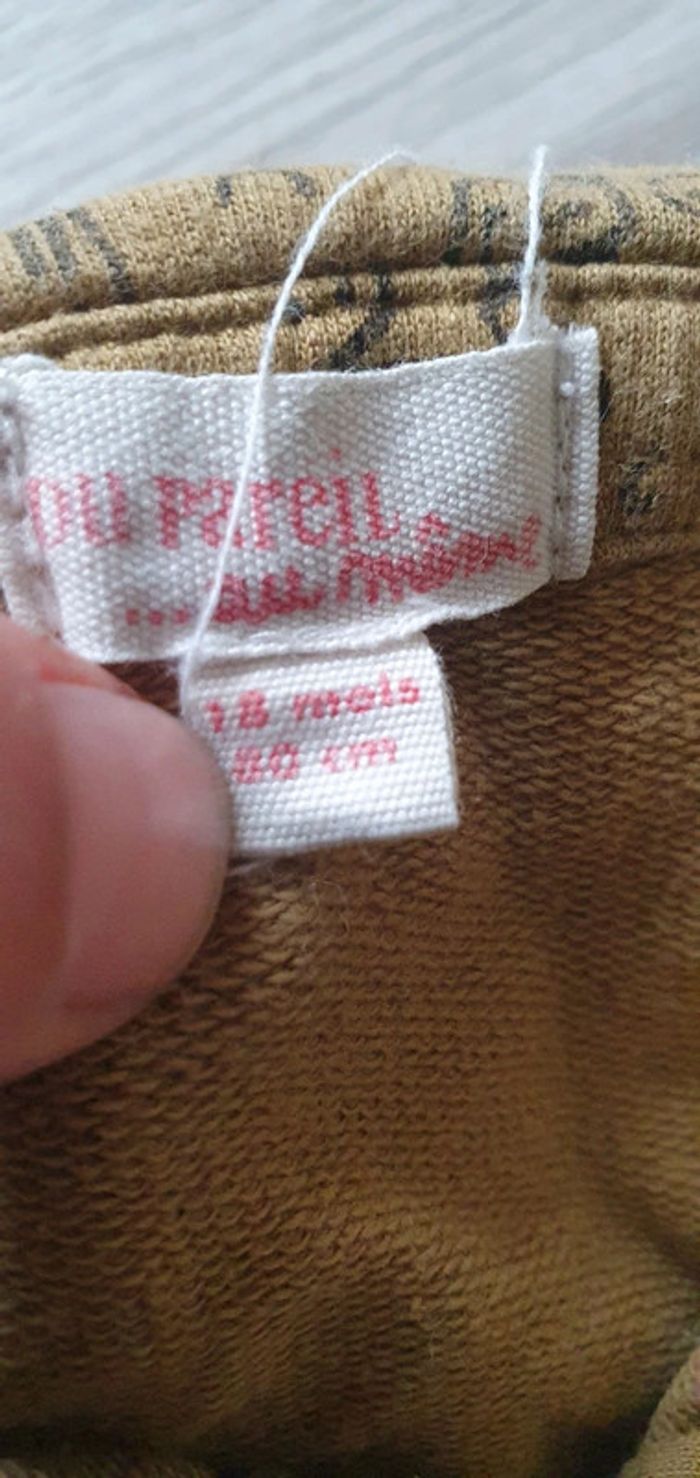 DU PAREIL
...au même
18 mois
80 cm